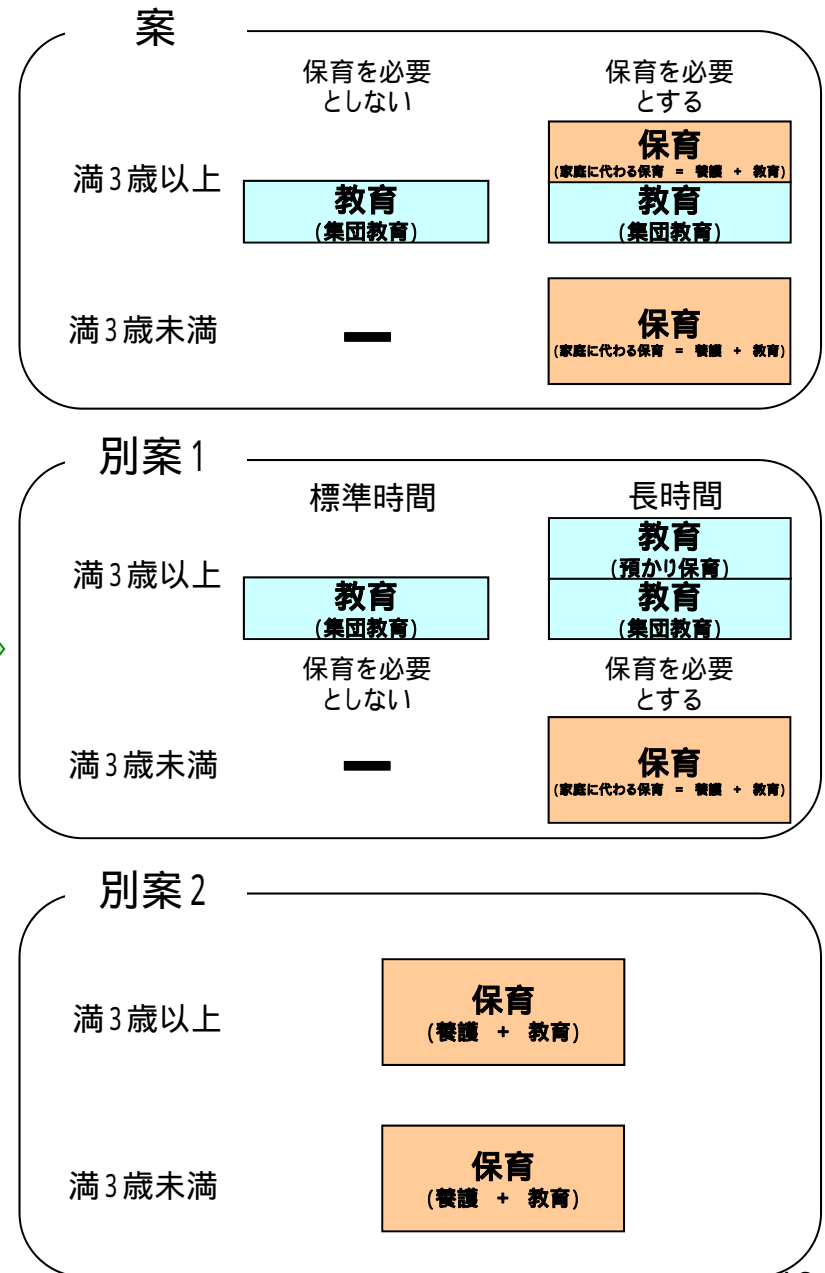 案
保育を必要
としない
保育を必要
とする
満3歳以上
保育
(家庭に代わる保育 = 養護 + 教育)
教育
(集団教育)
教育
(集団教育)
満3歳未満
ー
保育
(家庭に代わる保育 = 養護 + 教育)
別案1
標準時間
長時間
満3歳以上
教育
(預かり保育)
教育
(集団教育)
教育
(集団教育)
保育を必要
としない
保育を必要
とする
満3歳未満
ー
保育
(家庭に代わる保育 = 養護 + 教育)
別案2
満3歳以上
保育
(養護 + 教育)
満3歳未満
保育
(養護 + 教育)